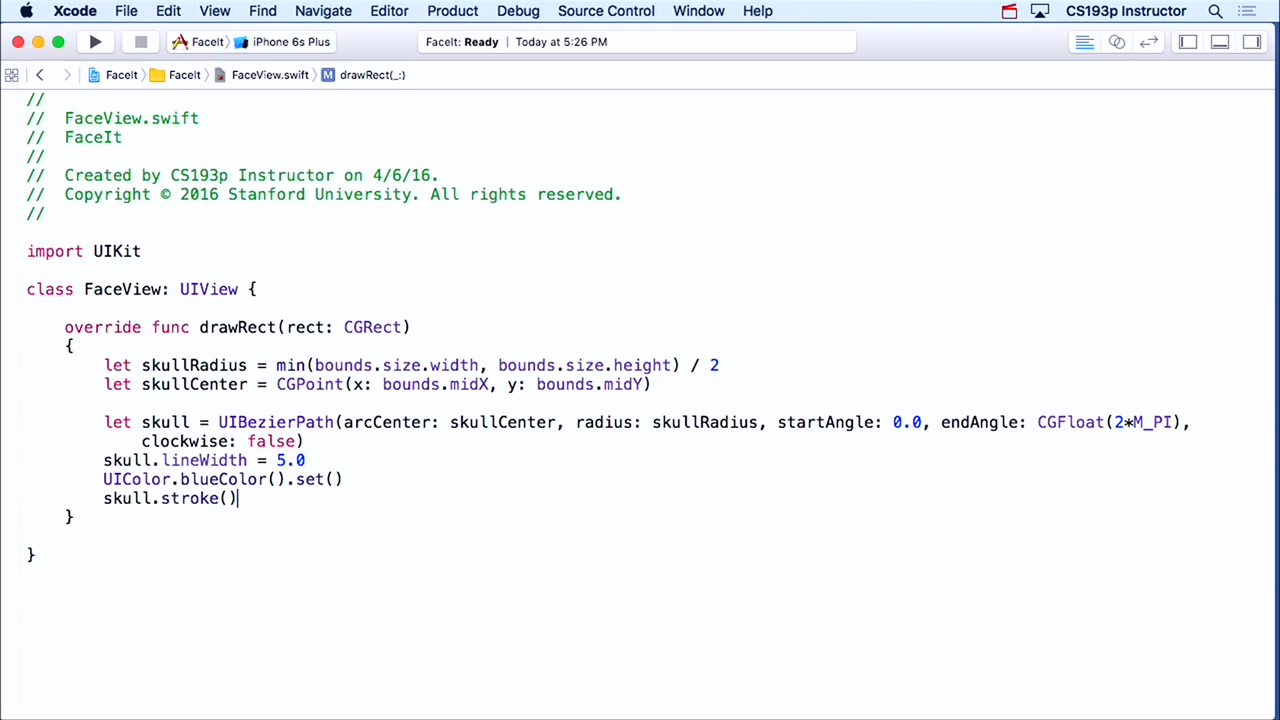 Xcode File Edit View Find Navigate Editor Product Debug Source Control Window Help CS193p Instructor
FaceIt iPhone 6s Plus FaceIt: Ready Today at 5:26 PM
FaceIt FaceIt FaceView.swift M drawRect(_:)
//
// FaceView.swift
// FaceIt
//
// Created by CS193p Instructor on 4/6/16.
// Copyright © 2016 Stanford University. All rights reserved.
//
import UIKit
class FaceView: UIView {
override func drawRect(rect: CGRect)
{
let skullRadius = min(bounds.size.width, bounds.size.height) / 2
let skullCenter = CGPoint(x: bounds.midX, y: bounds.midY)
let skull = UIBezierPath(arcCenter: skullCenter, radius: skullRadius, startAngle: 0.0, endAngle: CGFloat(2*M_PI),
clockwise: false)
skull.lineWidth = 5.0
UIColor.blueColor().set()
skull.stroke()
}
}